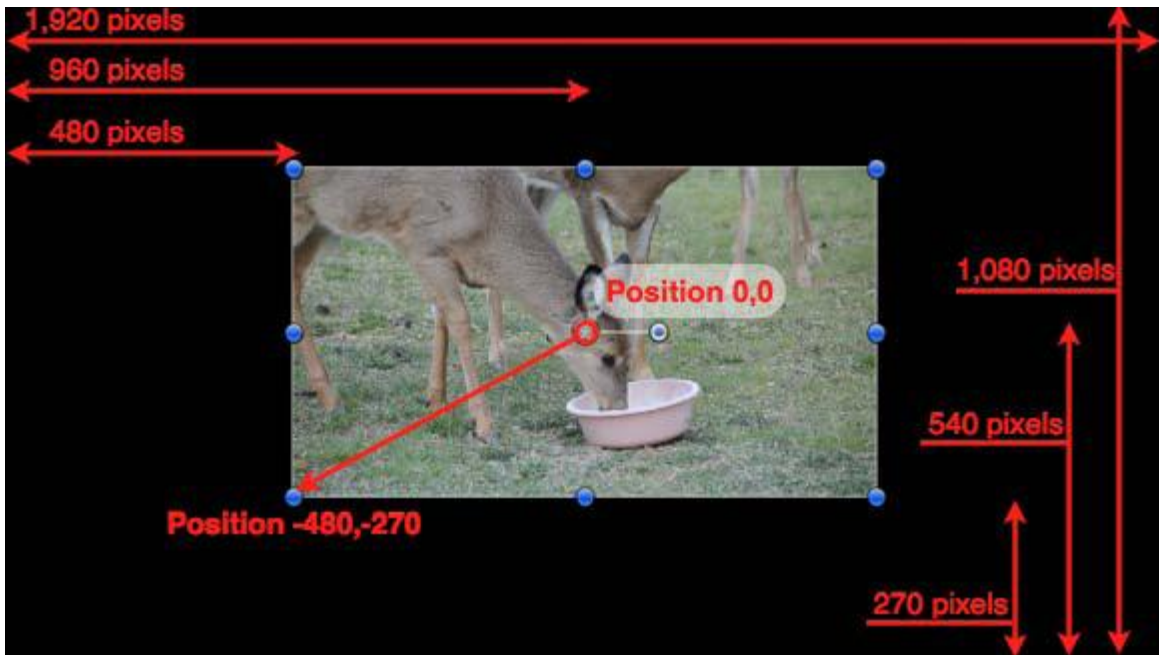 1,920 pixels
960 pixels
480 pixels
1,080 pixels
Position 0,0
540 pixels
Position -480,-270
270 pixels